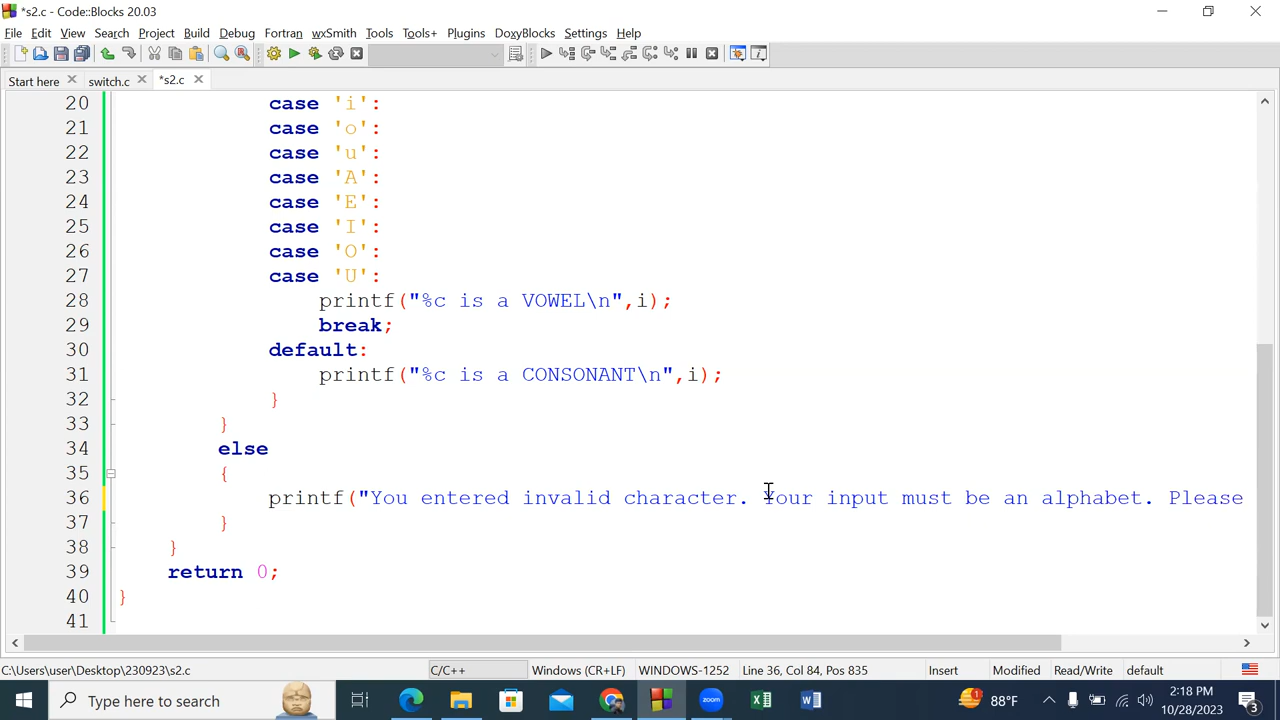 *s2.c - Code::Blocks 20.03
File Edit View Search Project Build Debug Fortran wxSmith Tools Tools+ Plugins DoxyBlocks Settings Help
Start here switch.c *s2.c
20 case 'i':
21 case 'o':
22 case 'u':
23 case 'A':
24 case 'E':
25 case 'I':
26 case 'O':
27 case 'U':
28 printf("%c is a VOWEL\n",i);
29 break;
30 default:
31 printf("%c is a CONSONANT\n",i);
32 }
33 }
34 else
35 {
36 printf("You entered invalid character. Your input must be an alphabet. Please
37 }
38 }
39 return 0;
40 }
41
C:\Users\user\Desktop\230923\s2.c C/C++ Windows (CR+LF) WINDOWS-1252 Line 36, Col 84, Pos 835 Insert Modified Read/Write default
Type here to search zoom 1 88°F 2:18 PM 3
10/28/2023